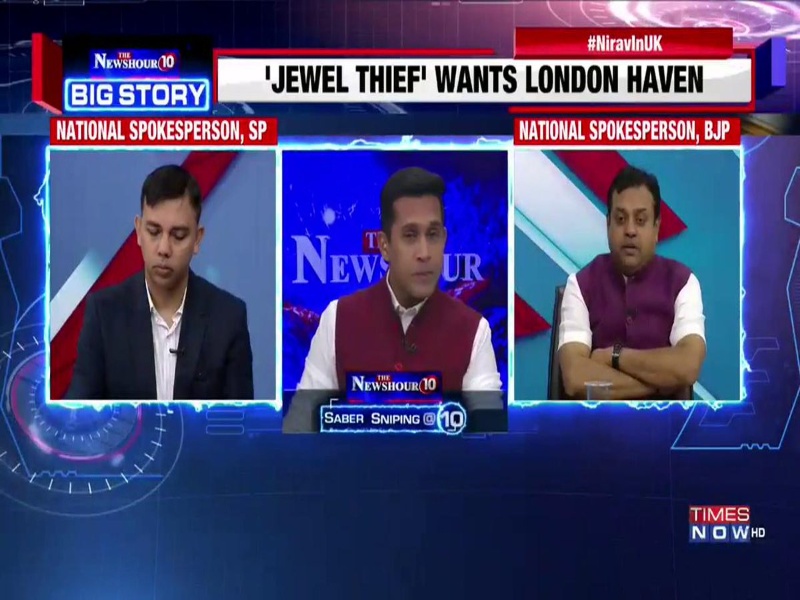 THE
NEWSHOUR 10
BIG STORY
#NiravInUK
'JEWEL THIEF' WANTS LONDON HAVEN
NATIONAL SPOKESPERSON, SP
NATIONAL SPOKESPERSON, BJP
NEWSHOUR
THE
NEWSHOUR 10
SABER SNIPING @ 10
TIMES
NOW HD